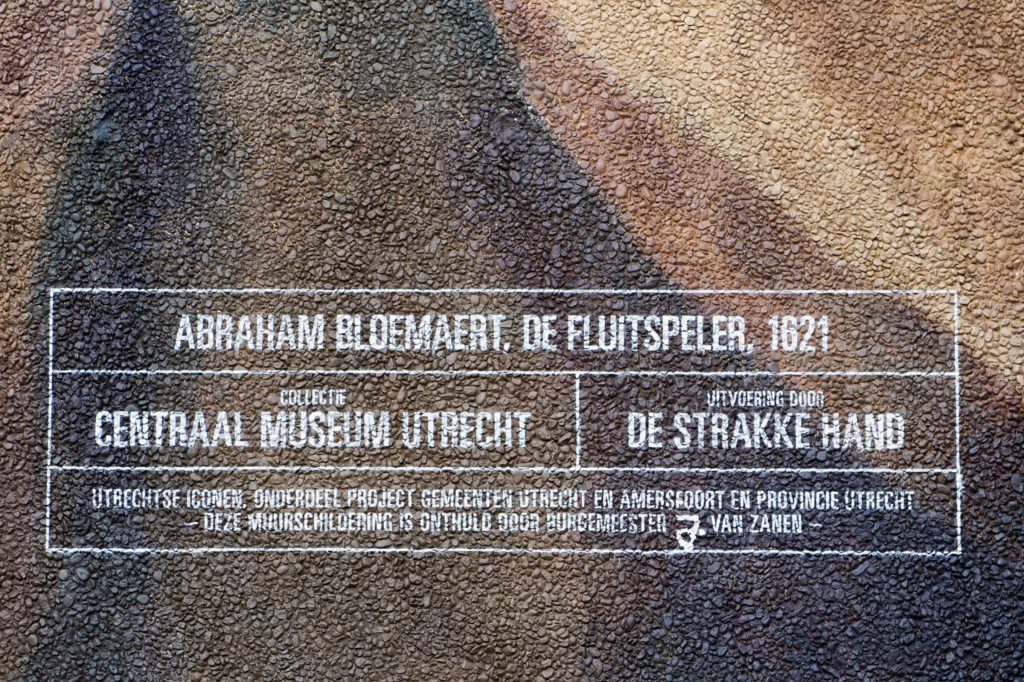 ABRAHAM BLOEMAERT, DE FLUITSPELER, 1621
COLLECTIE
CENTRAAL MUSEUM UTRECHT
UITVOERING DOOR
DE STRAKKE HAND
UTRECHTSE ICONEN, ONDERDEEL PROJECT GEMEENTEN UTRECHT EN AMERSFOORT EN PROVINCIE UTRECHT
– DEZE MUURSCHILDERING IS ONTHULD DOOR BURGEMEESTER J. VAN ZANEN –